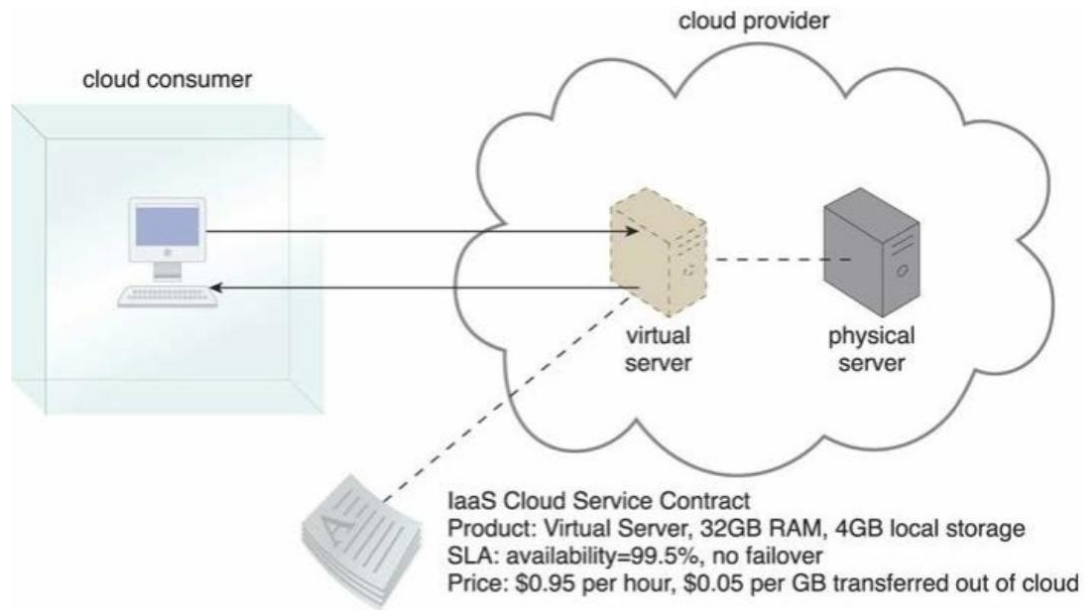 cloud provider
cloud consumer
virtual
server
physical
server
A
IaaS Cloud Service Contract
Product: Virtual Server, 32GB RAM, 4GB local storage
SLA: availability=99.5%, no failover
Price: $0.95 per hour, $0.05 per GB transferred out of cloud